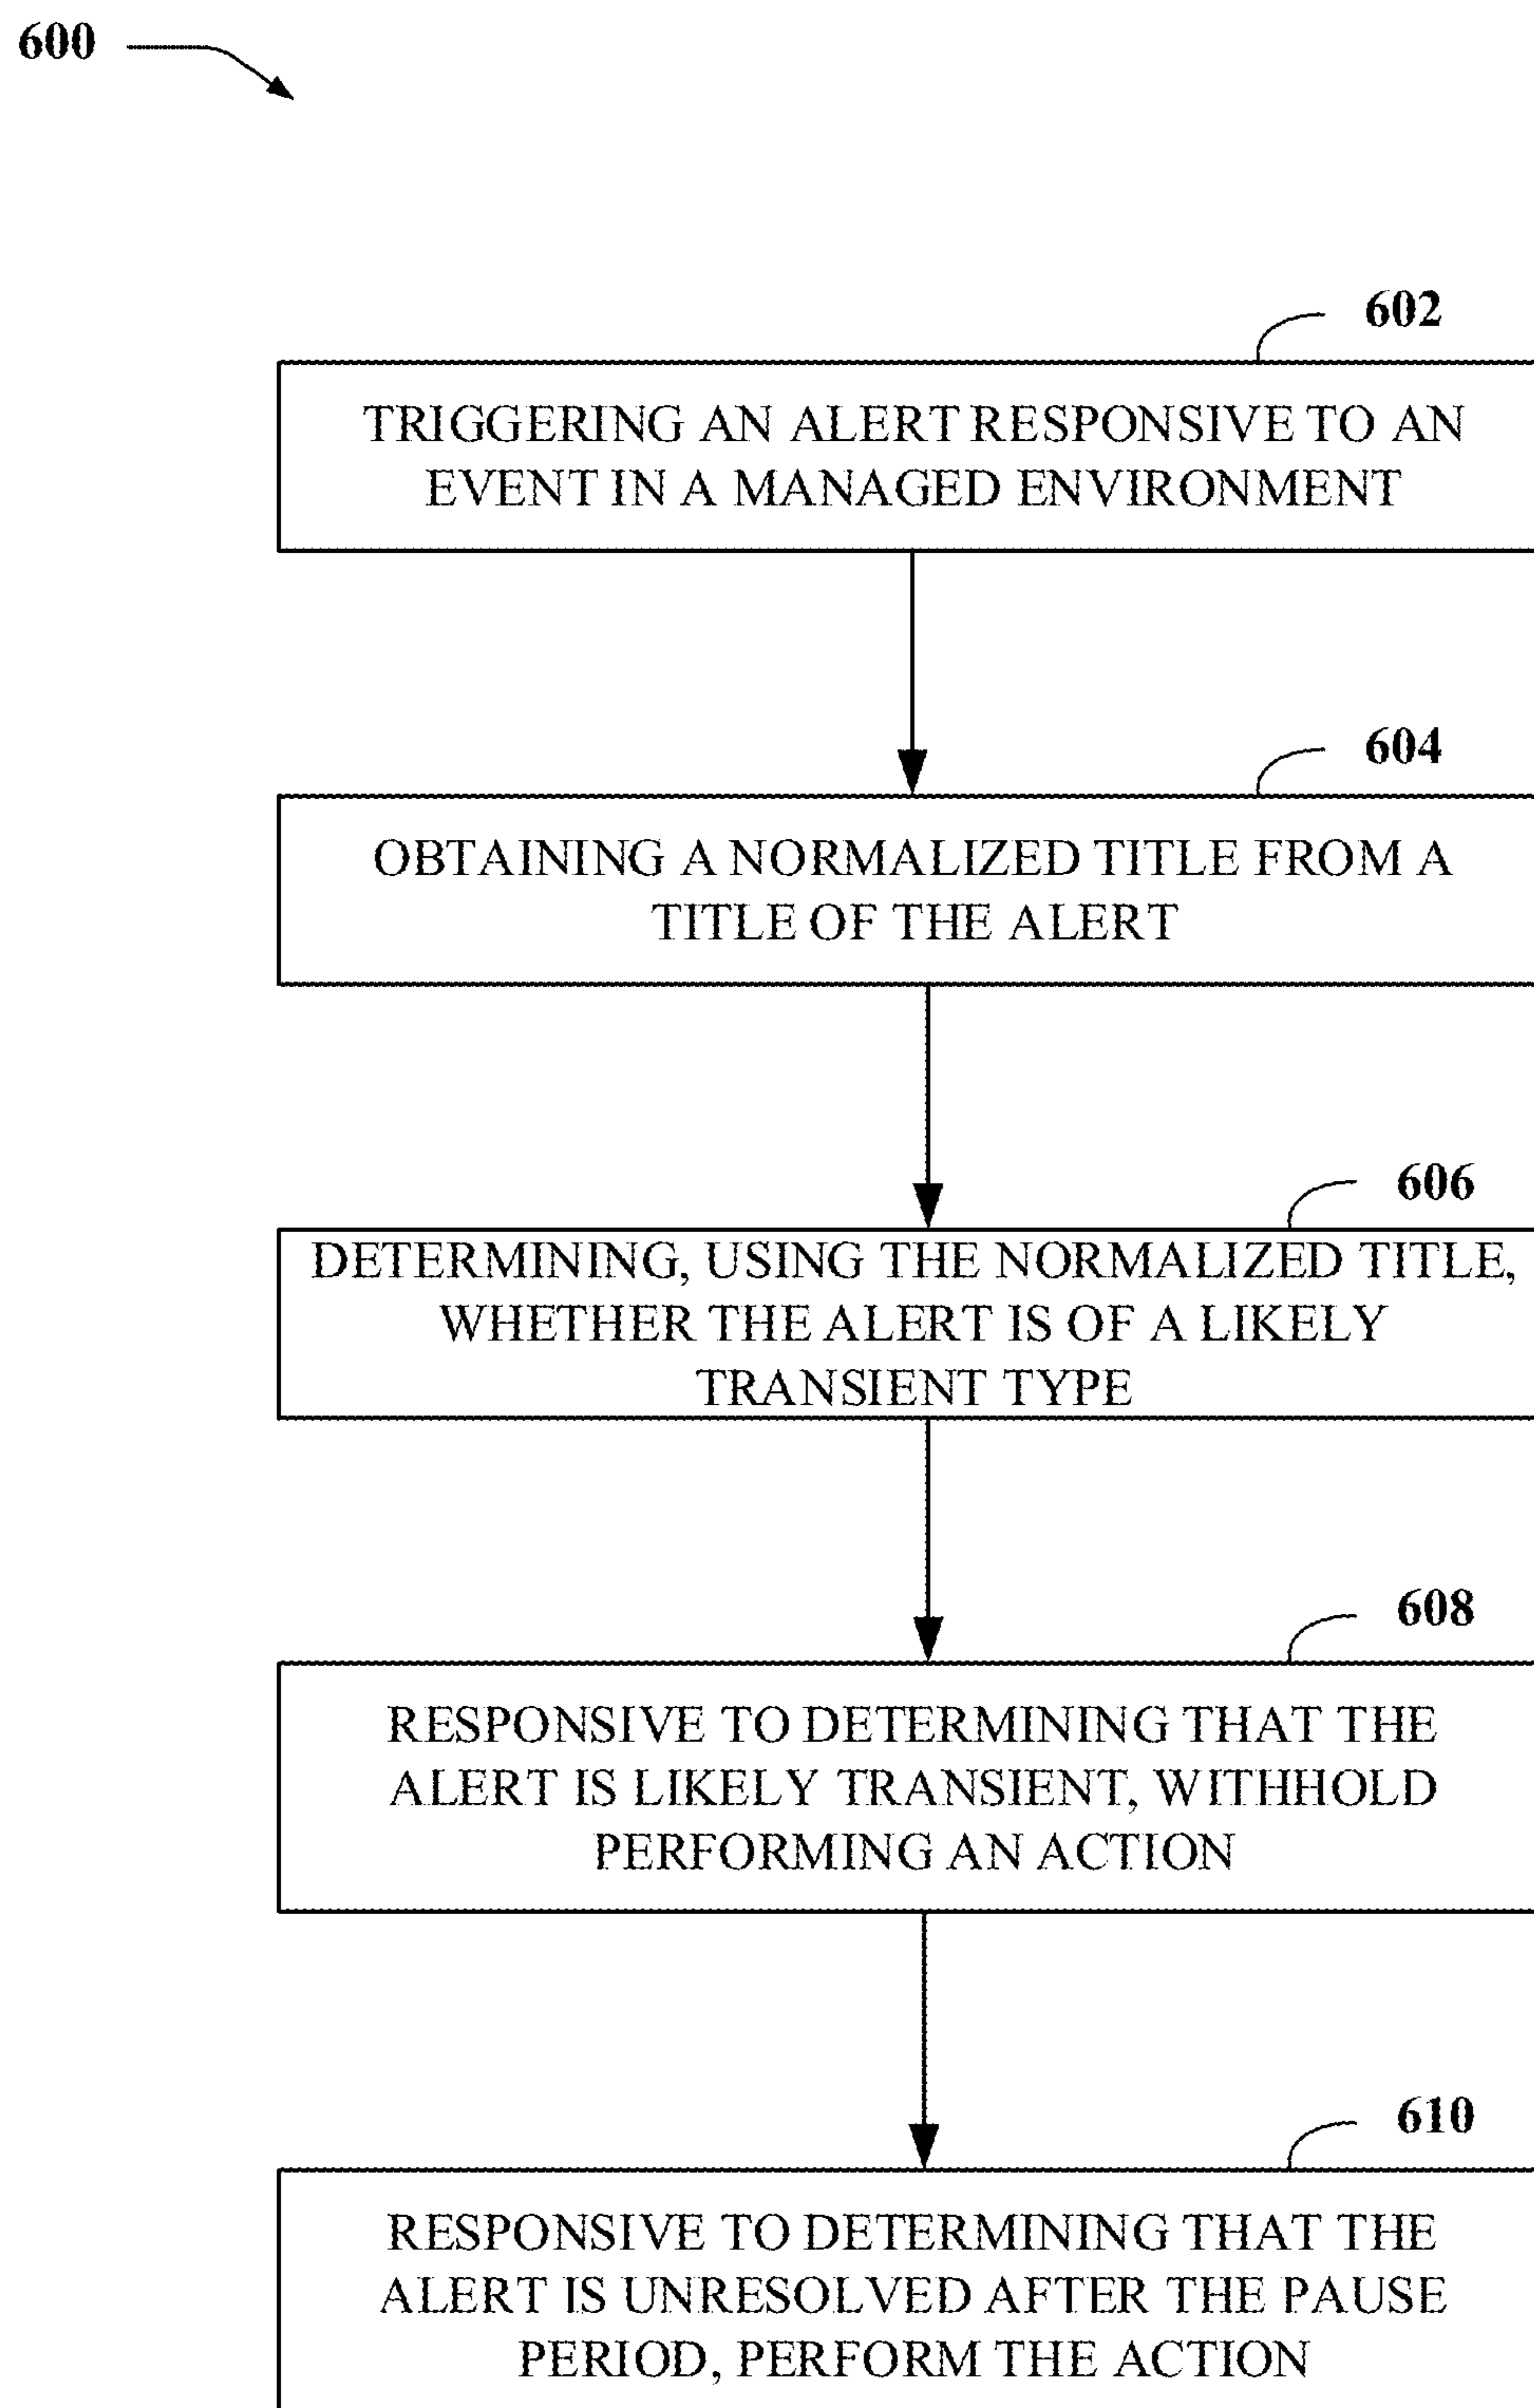 600
602
TRIGGERING AN ALERT RESPONSIVE TO AN
EVENT IN A MANAGED ENVIRONMENT
604
OBTAINING A NORMALIZED TITLE FROM A
TITLE OF THE ALERT
606
DETERMINING, USING THE NORMALIZED TITLE,
WHETHER THE ALERT IS OF A LIKELY
TRANSIENT TYPE
608
RESPONSIVE TO DETERMINING THAT THE
ALERT IS LIKELY TRANSIENT, WITHHOLD
PERFORMING AN ACTION
610
RESPONSIVE TO DETERMINING THAT THE
ALERT IS UNRESOLVED AFTER THE PAUSE
PERIOD, PERFORM THE ACTION